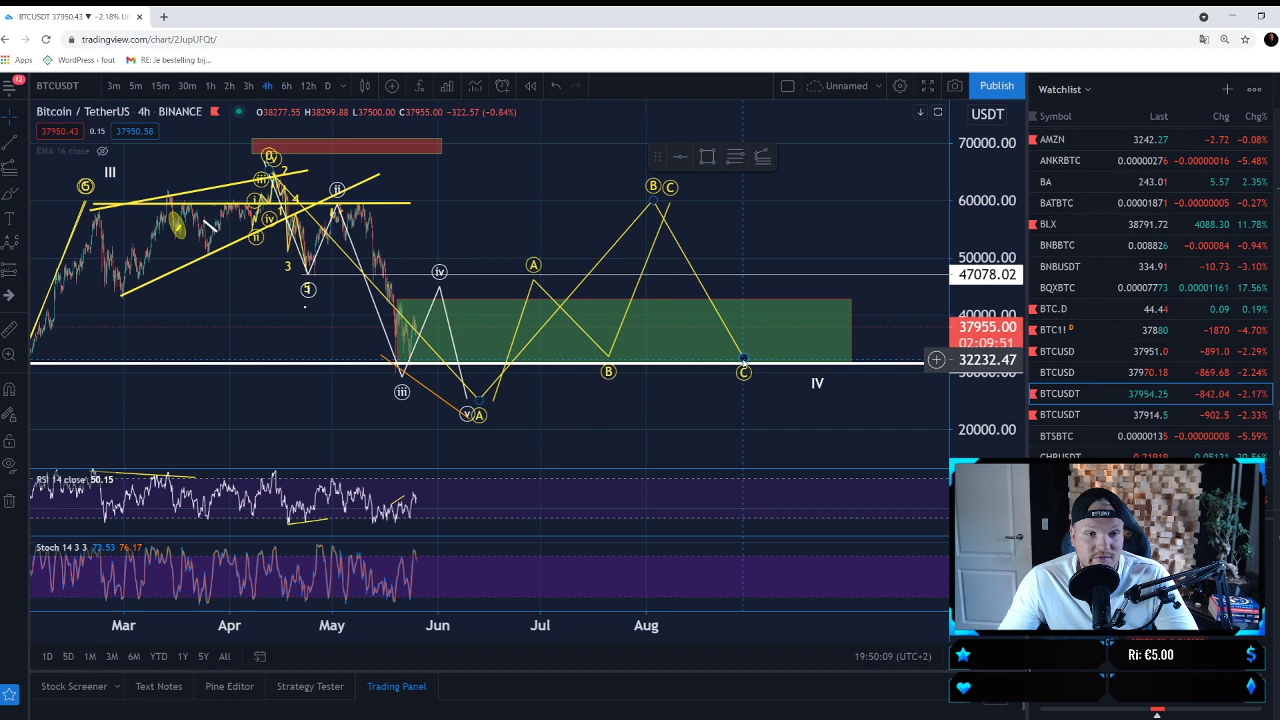 BTCUSDT 37950.43 ▼ −2.18% Un
tradingview.com/chart/2JupUFQt/
Apps WordPress › fout RE: Je bestelling bij...
12
BTCUSDT 3m 5m 15m 30m 1h 2h 3h 4h 6h 12h D Unnamed Publish
Bitcoin / TetherUS · 4h · BINANCE O38277.55 H38299.88 L37500.00 C37955.00 −322.57 (−0.84%)
37950.43 0.15 37950.58
EMA 16 close
USDT
70000.00
60000.00
50000.00
47078.02
40000.00
37955.00
02:09:51
32232.47
20000.00
III
ii
iv
iii
v A
A
B
B C
C
IV
3
4
5
RSI 14 close 50.15
Stoch 14 3 3 73.53 76.17
Mar Apr May Jun Jul Aug
1D 5D 1M 3M 6M YTD 1Y 5Y All 19:50:09 (UTC+2)
Stock Screener Text Notes Pine Editor Strategy Tester Trading Panel
Watchlist
Symbol Last Chg Chg%
AMZN 3242.27 −2.72 −0.08%
ANKRBTC 0.00000276 −0.00000016 −5.48%
BA 243.01 5.57 2.35%
BATBTC 0.00001871 −0.00000005 −0.27%
BLX 38791.72 4088.30 11.78%
BNBBTC 0.008826 −0.000084 −0.94%
BNBUSDT 334.91 −10.73 −3.10%
BQXBTC 0.00007773 0.00001161 17.56%
BTC.D 44.44 0.09 0.19%
BTC1! D 37880 −1870 −4.70%
BTCUSD 37951.0 −891.0 −2.29%
BTCUSD 37970.18 −869.68 −2.24%
BTCUSDT 37954.25 −842.04 −2.17%
BTCUSDT 37914.5 −902.5 −2.33%
BTSBTC 0.00000135 −0.00000008 −5.59%
Ri: €5.00